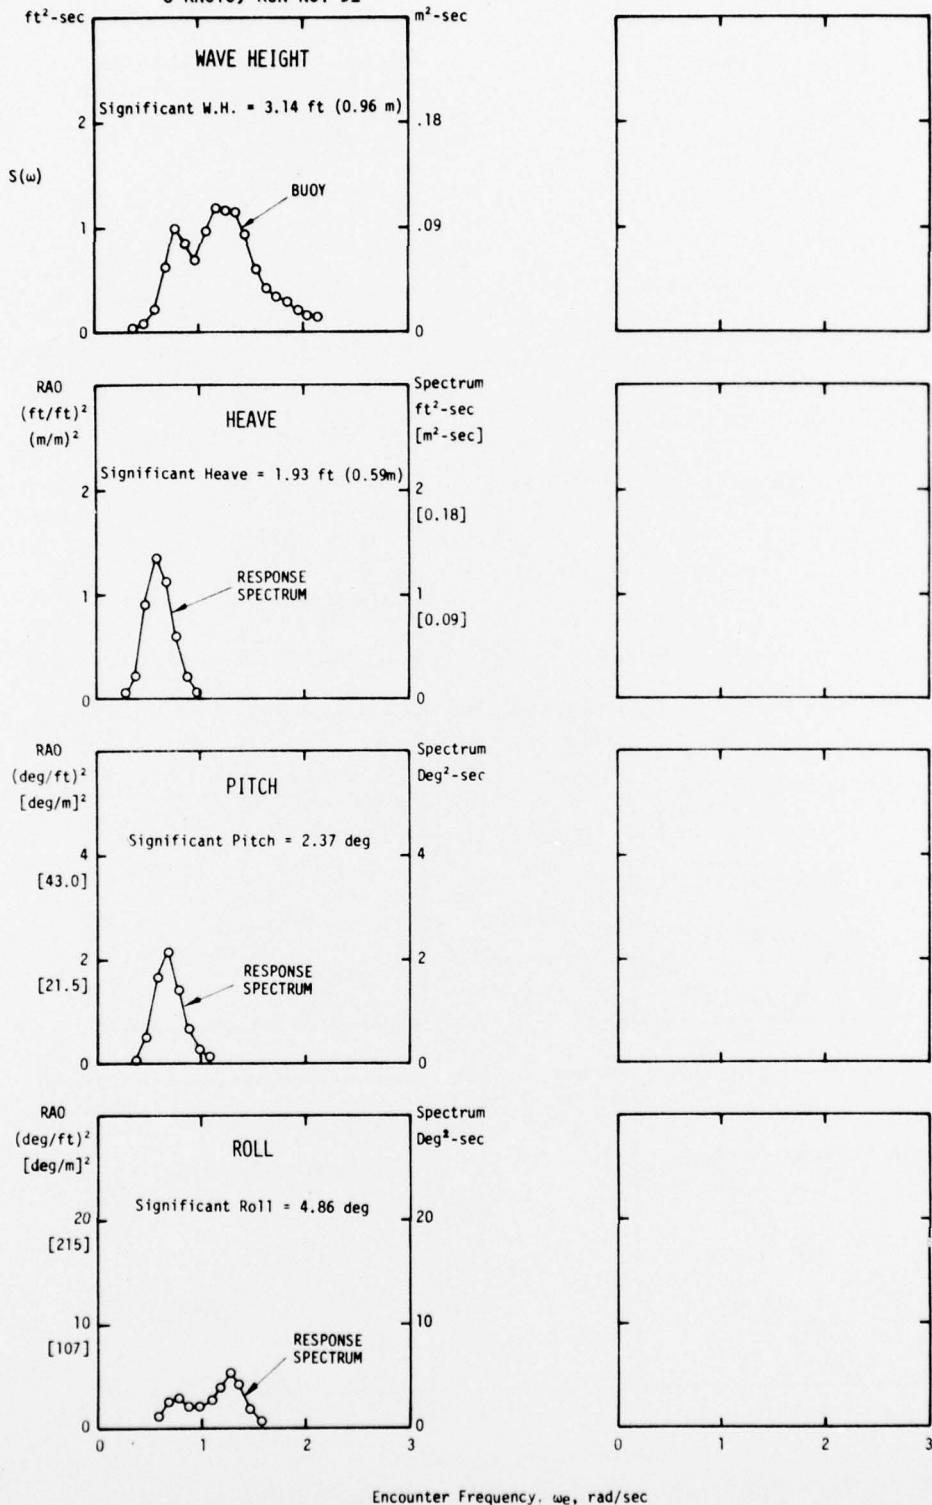 ft²-sec
m²-sec
WAVE HEIGHT
Significant W.H. = 3.14 ft (0.96 m)
2
.18
S(ω)
BUOY
1
.09
0
0
RAO
(ft/ft)²
(m/m)²
Spectrum
ft²-sec
[m²-sec]
HEAVE
Significant Heave = 1.93 ft (0.59m)
2
2
[0.18]
RESPONSE
SPECTRUM
1
1
[0.09]
0
0
RAO
(deg/ft)²
[deg/m]²
Spectrum
Deg²-sec
PITCH
Significant Pitch = 2.37 deg
4
[43.0]
4
2
[21.5]
RESPONSE
SPECTRUM
2
0
0
RAO
(deg/ft)²
[deg/m]²
Spectrum
Deg²-sec
ROLL
Significant Roll = 4.86 deg
20
[215]
20
10
[107]
RESPONSE
SPECTRUM
10
0
0
0 1 2 3
0 1 2 3
Encounter Frequency, ωe, rad/sec